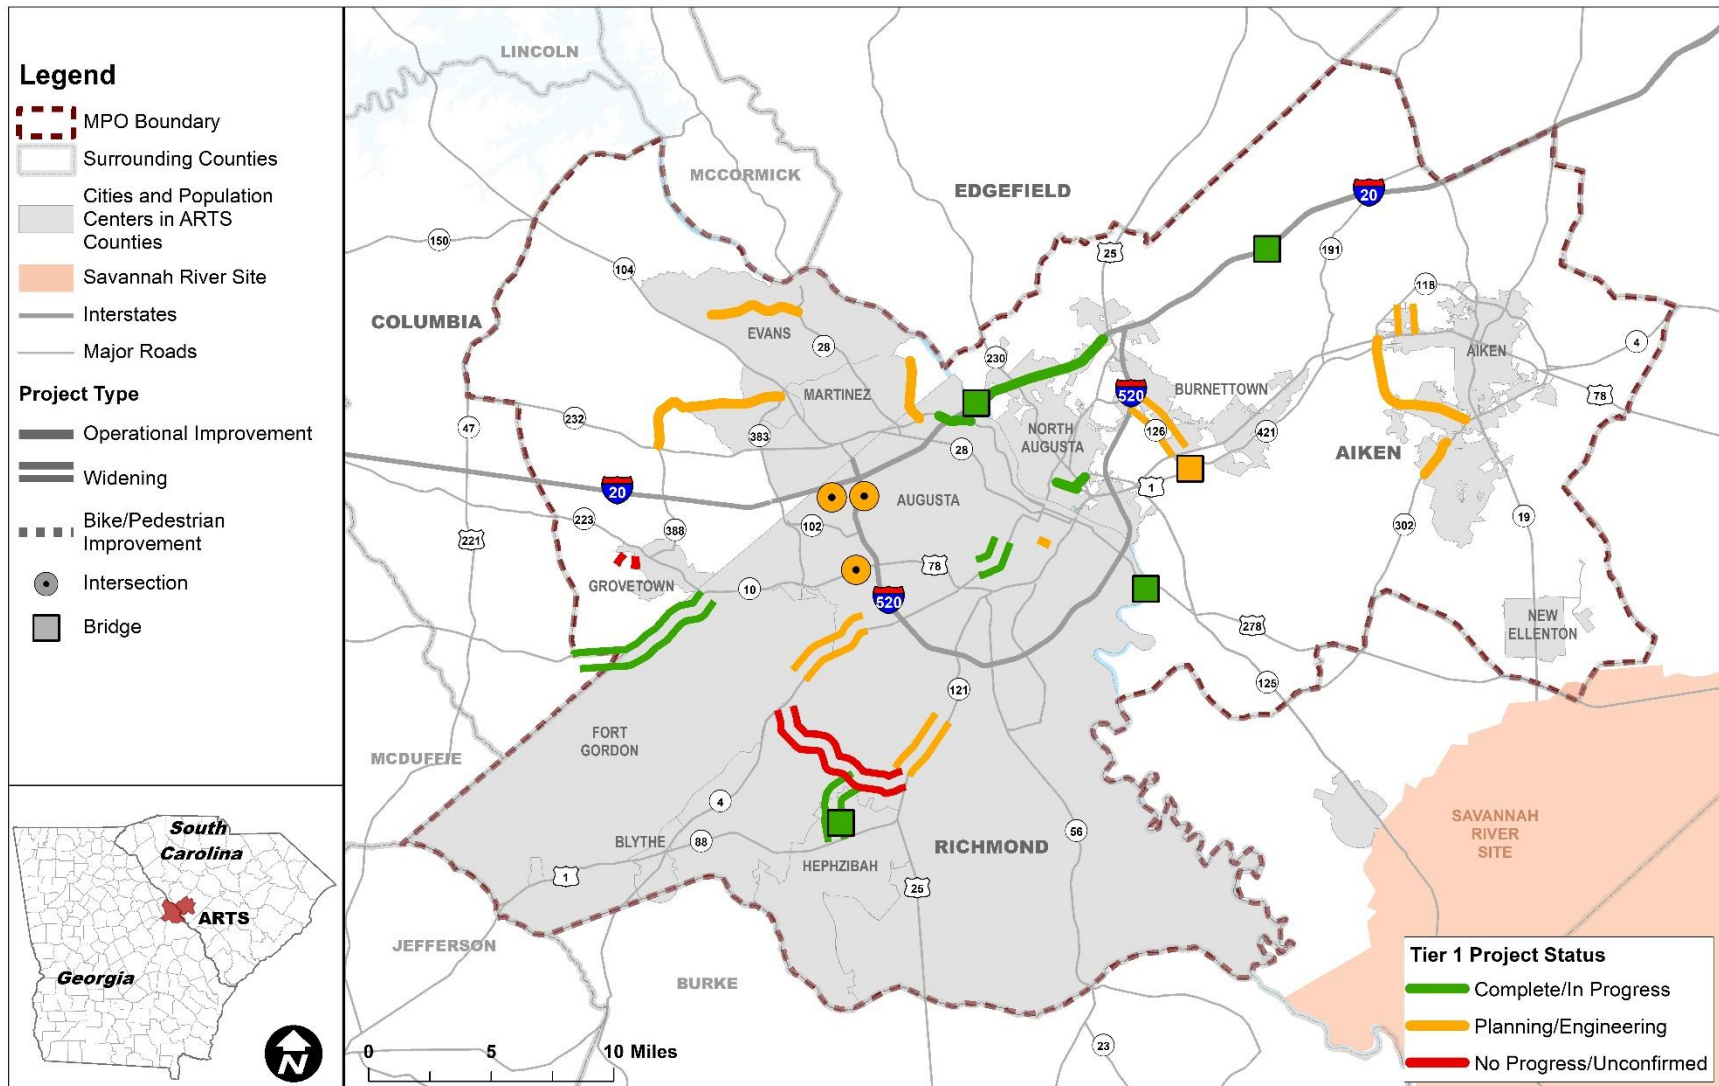 Legend
MPO Boundary
Surrounding Counties
Cities and Population
Centers in ARTS
Counties
Savannah River Site
Interstates
Major Roads
Project Type
Operational Improvement
Widening
Bike/Pedestrian
Improvement
Intersection
Bridge
South
Carolina
ARTS
Georgia
N
LINCOLN
MCCORMICK
EDGEFIELD
20
150
25
191
104
118
COLUMBIA
EVANS
28
230
4
AIKEN
MARTINEZ
520
BURNETTOWN
78
232
47
383
28
NORTH
AUGUSTA
126
421
AIKEN
20
AUGUSTA
1
223
388
102
302
19
221
78
GROVETOWN
10
520
278
NEW
ELLENTON
121
125
FORT
GORDON
MCDUFFIE
4
56
SAVANNAH
RIVER
SITE
BLYTHE
88
RICHMOND
HEPHZIBAH
1
25
JEFFERSON
BURKE
23
0
5
10 Miles
Tier 1 Project Status
Complete/In Progress
Planning/Engineering
No Progress/Unconfirmed